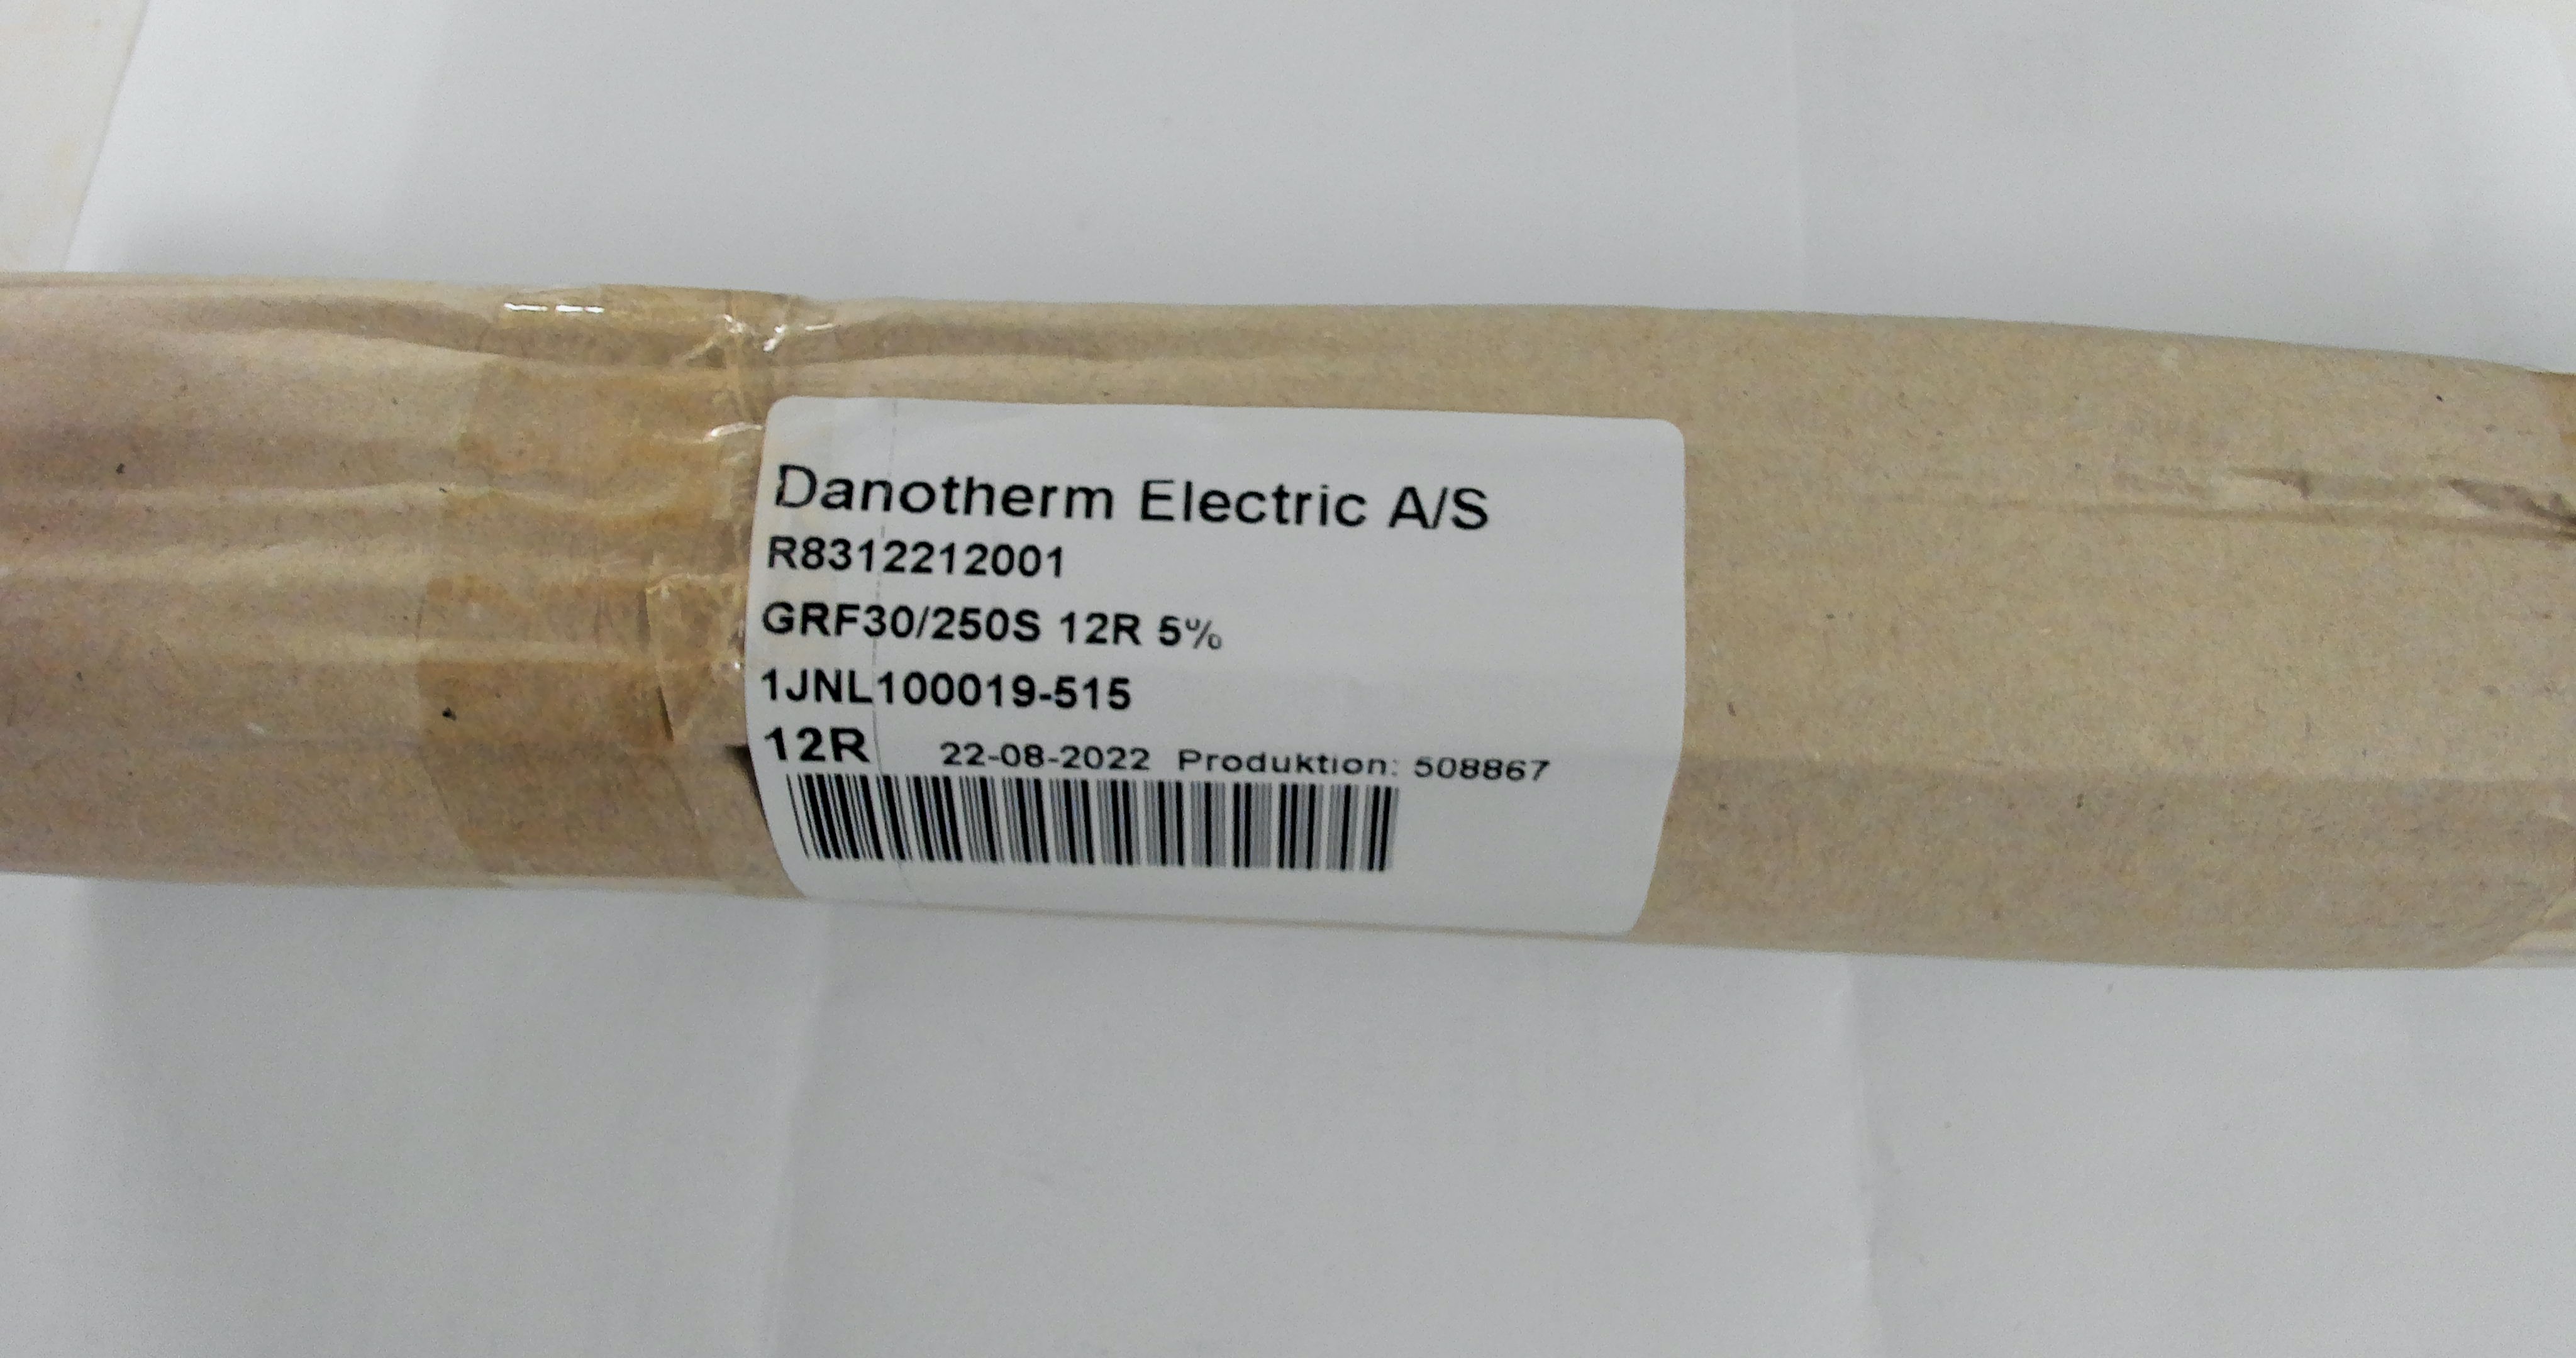 Danotherm Electric A/S
R8312212001
GRF30/250S 12R 5%
1JNL100019-515
12R 22-08-2022 Produktion: 508867